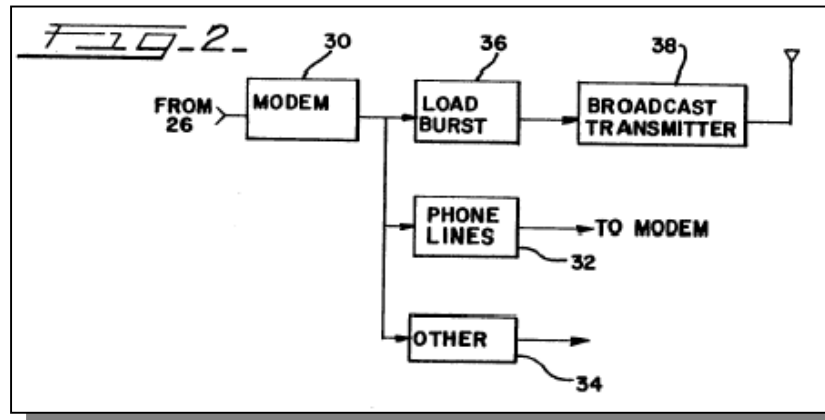 Fig-2-
30
36
38
FROM
26
MODEM
LOAD
BURST
BROADCAST
TRANSMITTER
PHONE
LINES
TO MODEM
32
OTHER
34